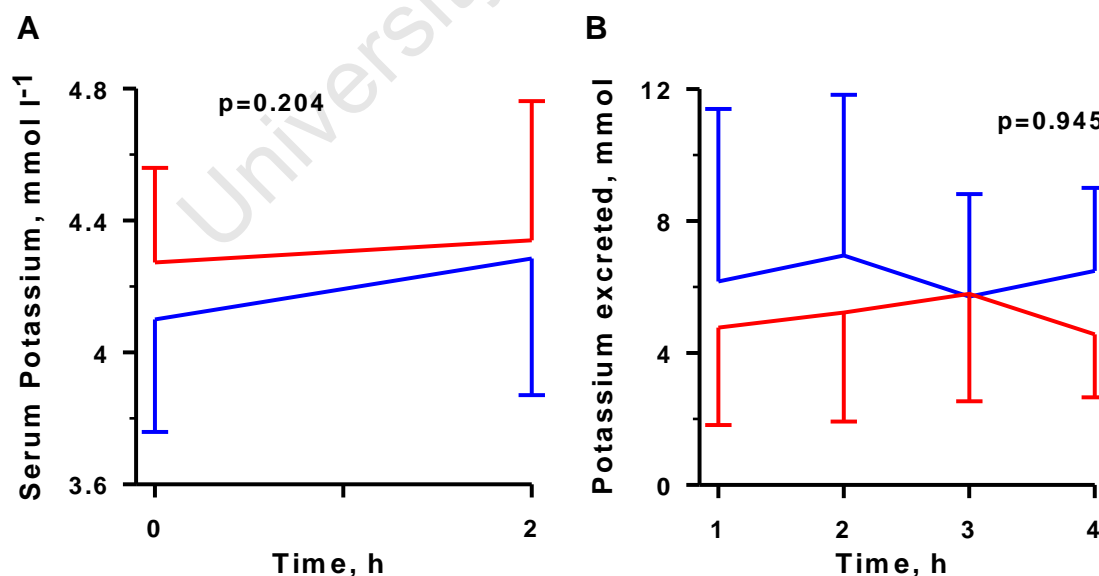 A
B
University
Serum Potassium, mmol l-1
4.8
4.4
4
3.6
p=0.204
0
2
Time, h
Potassium excreted, mmol
12
8
4
0
p=0.945
1
2
3
4
Time, h